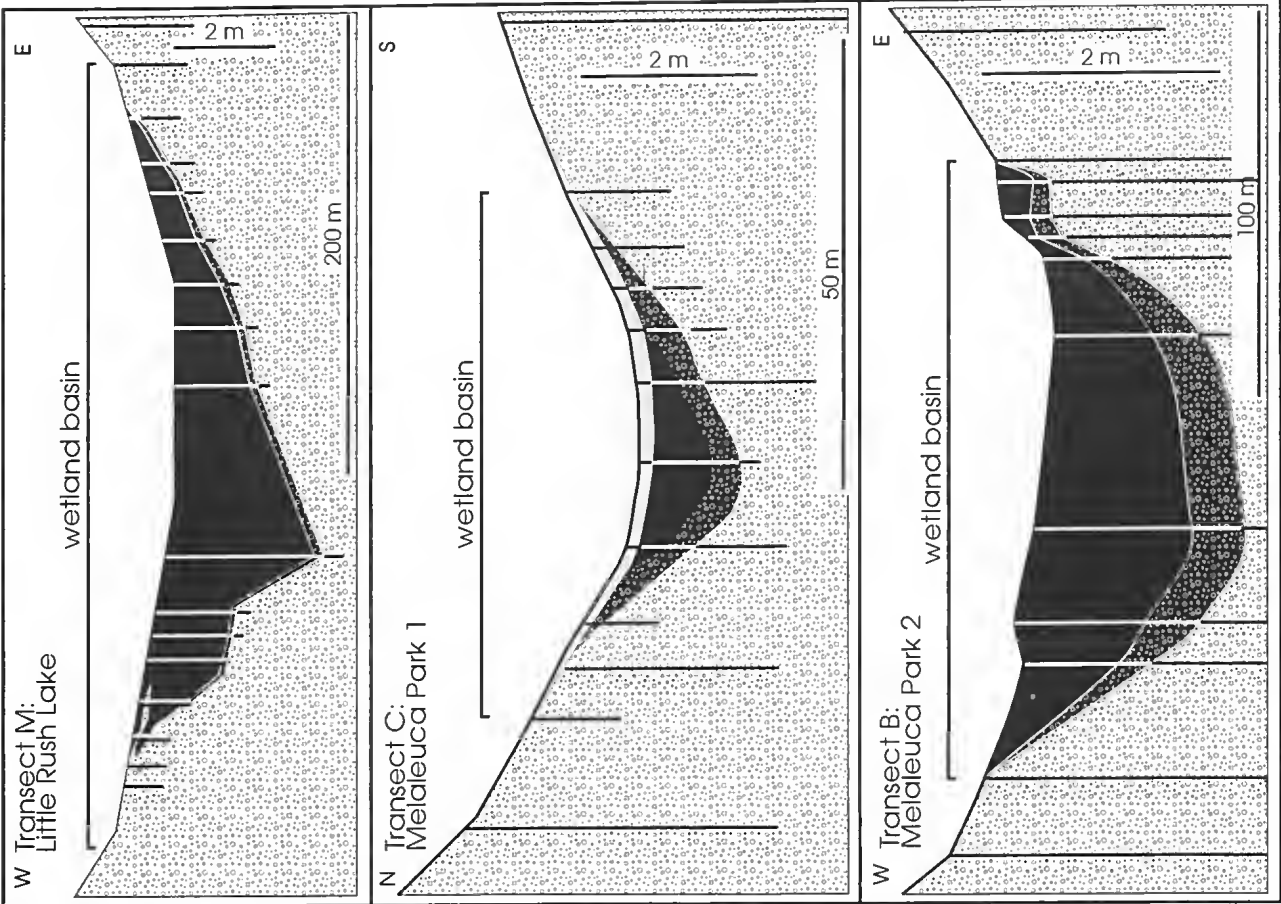 W
Transect M:
Little Rush Lake
wetland basin
E
2 m
200 m
N
Transect C:
Melaleuca Park 1
wetland basin
S
2 m
50 m
W
Transect B:
Melaleuca Park 2
wetland basin
E
2 m
100 m